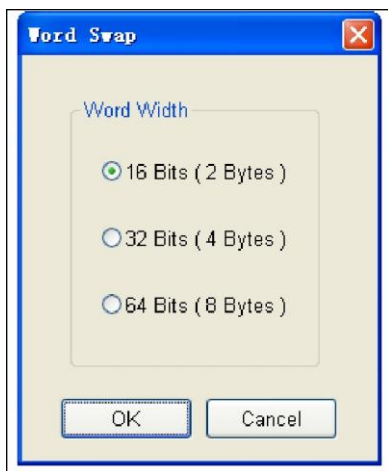 Word Swap
Word Width
16 Bits ( 2 Bytes )
32 Bits ( 4 Bytes )
64 Bits ( 8 Bytes )
OK
Cancel